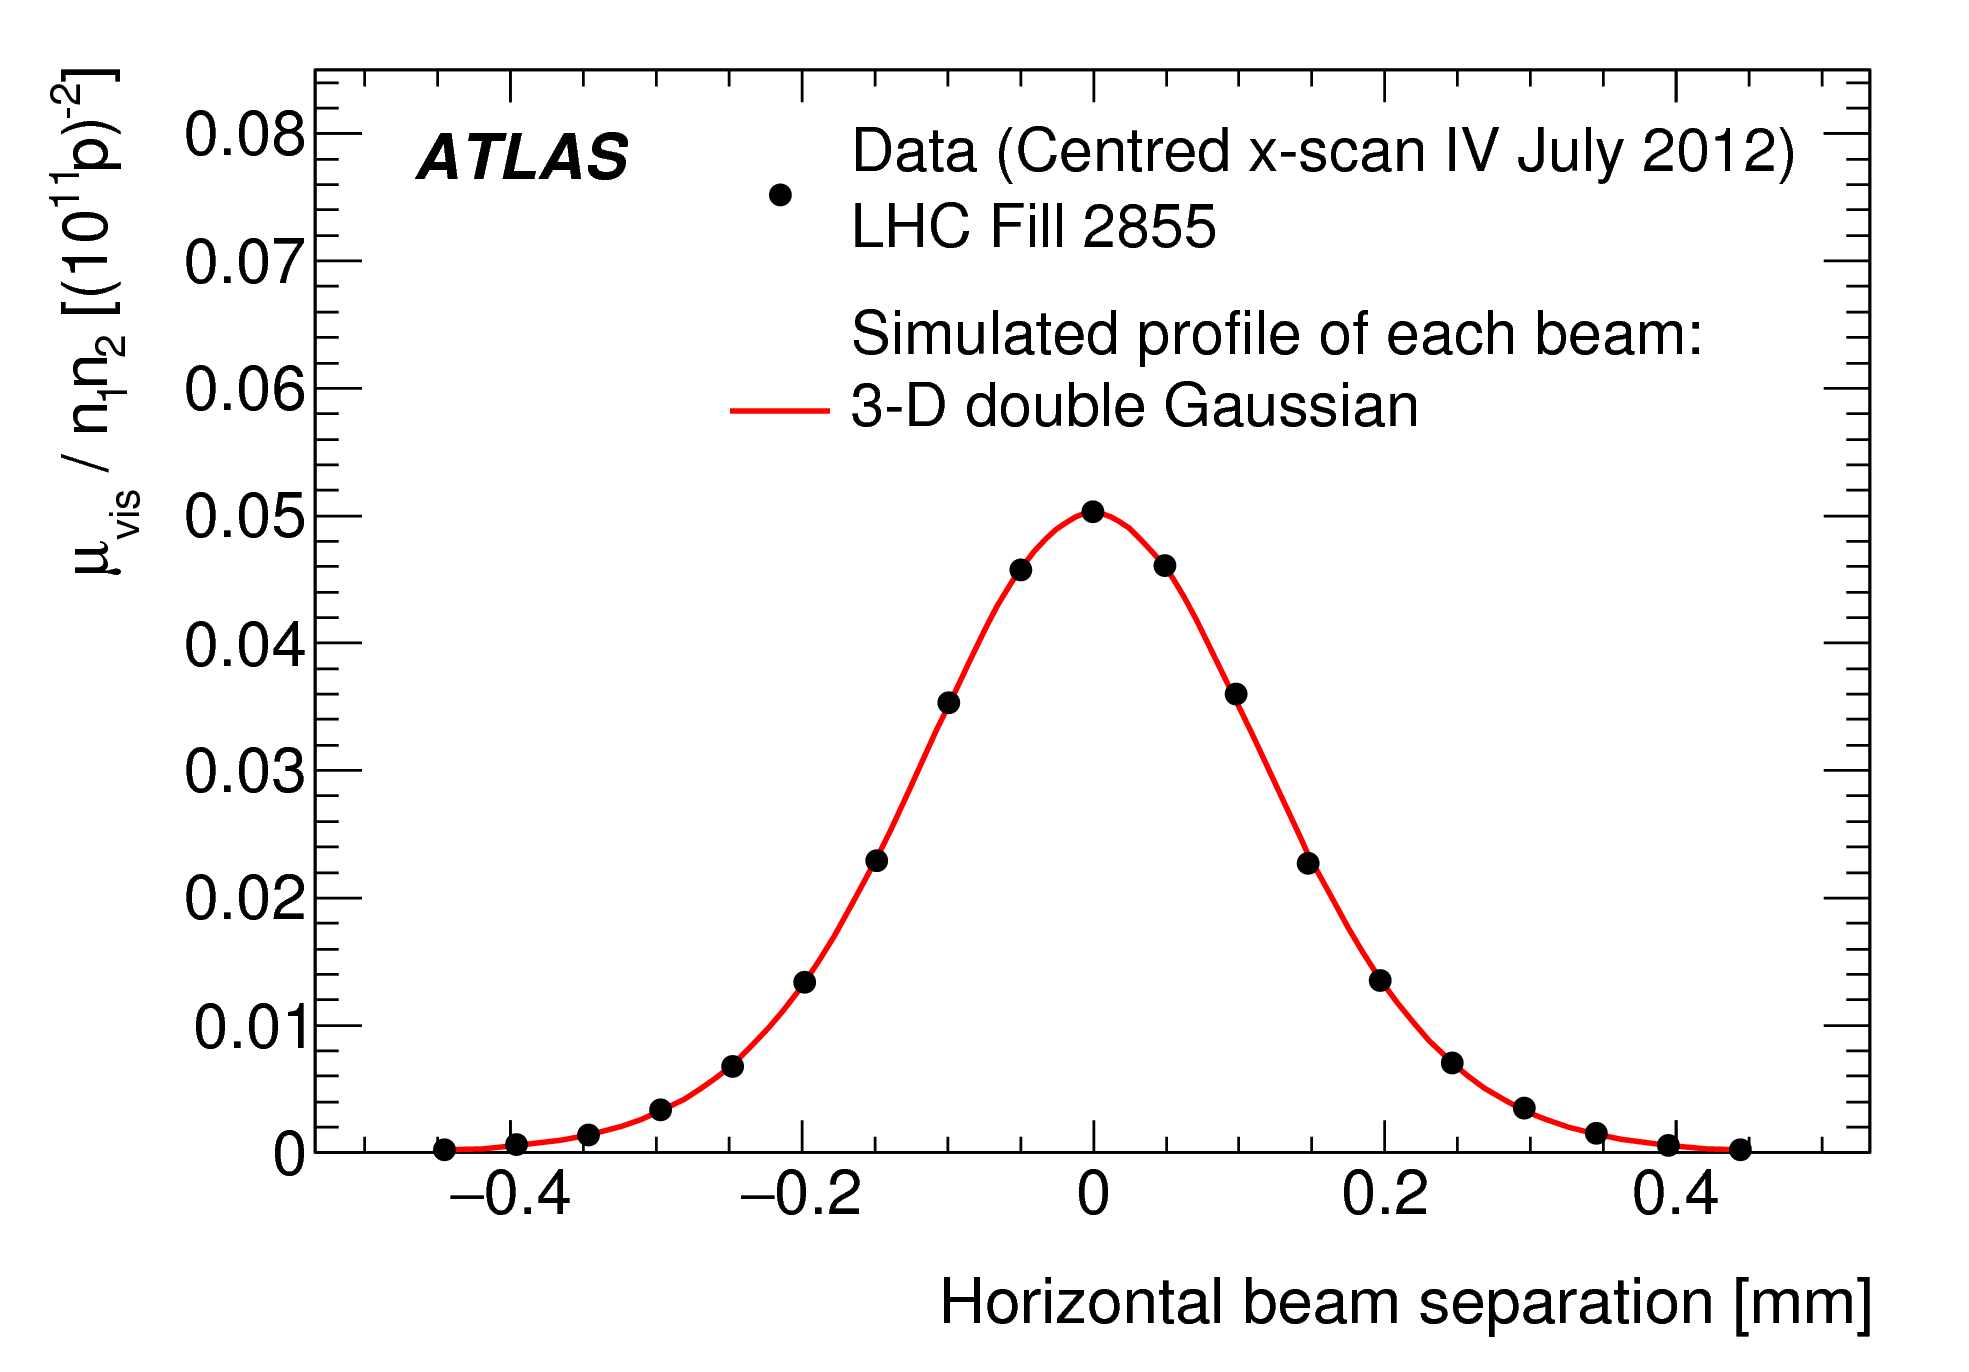 μvis / n1n2 [(10^11 p)^-2]
ATLAS
Data (Centred x-scan IV July 2012)
LHC Fill 2855
Simulated profile of each beam:
3-D double Gaussian
0.08
0.07
0.06
0.05
0.04
0.03
0.02
0.01
0
−0.4 −0.2 0 0.2 0.4
Horizontal beam separation [mm]